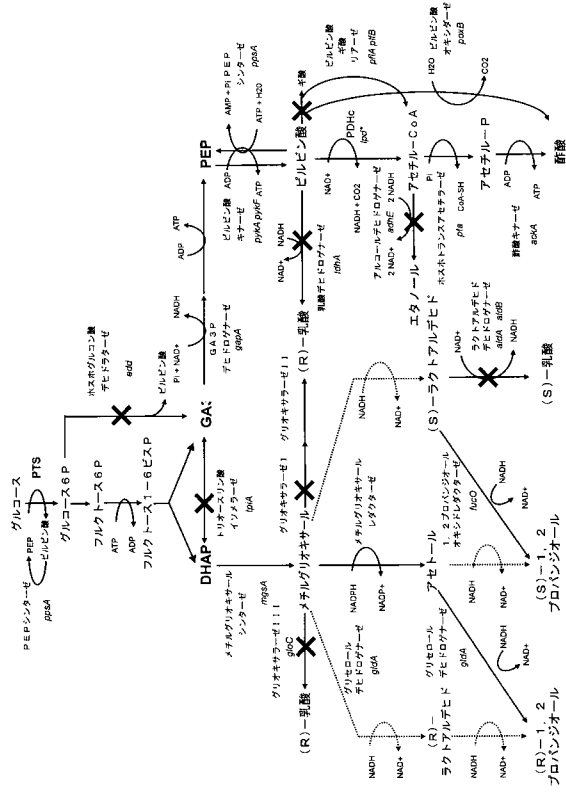 グルコース
PEPシンターゼ
ppsA
PEP
ピルビン酸
PTS
グルコース6P
ホスホグルコン酸
デヒドラターゼ
edd
ピルビン酸
フルクトース6P
ATP
ADP
フルクトース1-6ビスP
DHAP
トリオースリン酸
イソメラーゼ
tpiA
GA3
Pi + NAD+
NADH
GA3P
デヒドロゲナーゼ
gapA
ADP
ATP
PEP
メチルグリオキサール
シンターゼ
mgsA
ピルビン酸
キナーゼ
pykA pykF
ADP
ATP
AMP + Pi
PEP
シンターゼ
ppsA
ATP + H2O
グリオキサラーゼIII
gloC
(R)-乳酸
メチルグリオキサール
グリオキサラーゼI
グリオキサラーゼII
(R)-乳酸
NADH
NAD+
乳酸デヒドロゲナーゼ
ldhA
ピルビン酸
ギ酸
ピルビン酸
ギ酸
リアーゼ
pflA pflB
NAD+
NADH + CO2
PDHc
lpd*
H2O
ピルビン酸
オキシダーゼ
poxB
CO2
グリセロール
デヒドロゲナーゼ
gldA
NADPH
NADP+
メチルグリオキサール
レダクターゼ
NADH
NAD+
エタノール
アルコールデヒドロゲナーゼ
2 NAD+
adhE
2 NADH
アセチル-CoA
NADH
NAD+
(R)-
ラクトアルデヒド
アセトール
(S)-ラクトアルデヒド
ホスホトランスアセチラーゼ
pta
Pi
CoA-SH
アセチル-P
グリセロール
デヒドロゲナーゼ
gldA
1,2プロパンジオール
オキシドレダクターゼ
fucO
NAD+
ラクトアルデヒド
デヒドロゲナーゼ
aldA aldB
NADH
酢酸キナーゼ
ackA
ADP
ATP
NADH
NAD+
NADH
NAD+
NADH
NAD+
NADH
NAD+
(R)-1,2
プロパンジオール
(S)-1,2
プロパンジオール
(S)-乳酸
酢酸